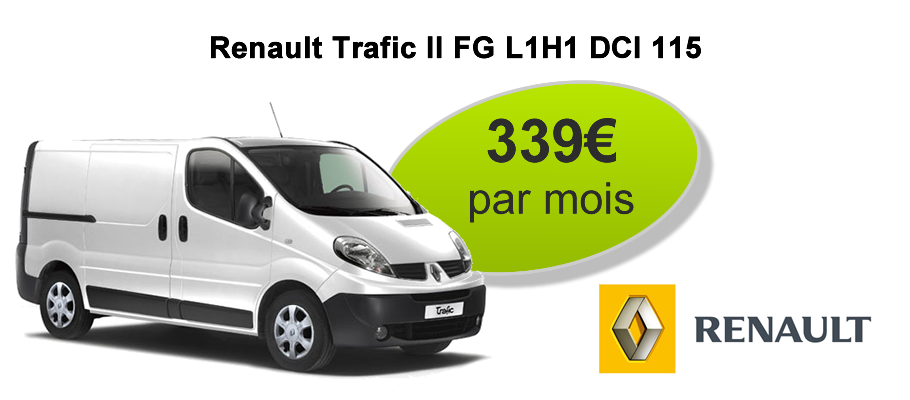 Renault Trafic II FG L1H1 DCI 115
339€
par mois
Trafic
RENAULT